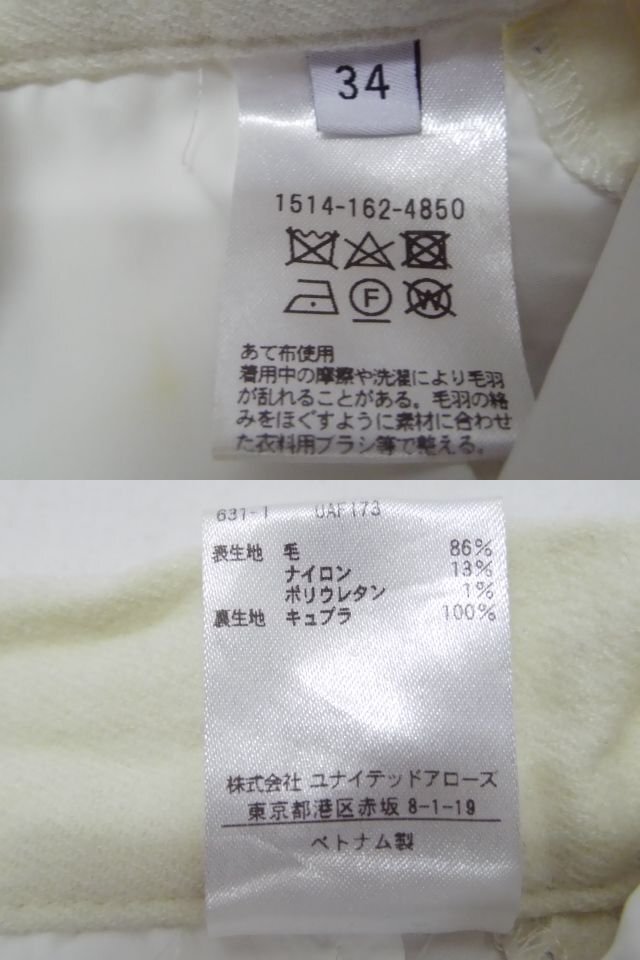 34
1514-162-4850
F
W
あて布使用
着用中の摩擦や洗濯により毛羽
が乱れることがある。毛羽の絡
みをほぐすように素材に合わせ
た衣料用ブラシ等で整える。
631-1 UAF173
表生地 毛 86%
ナイロン 13%
ポリウレタン 1%
裏生地 キュプラ 100%
株式会社 ユナイテッドアローズ
東京都港区赤坂 8-1-19
ベトナム製